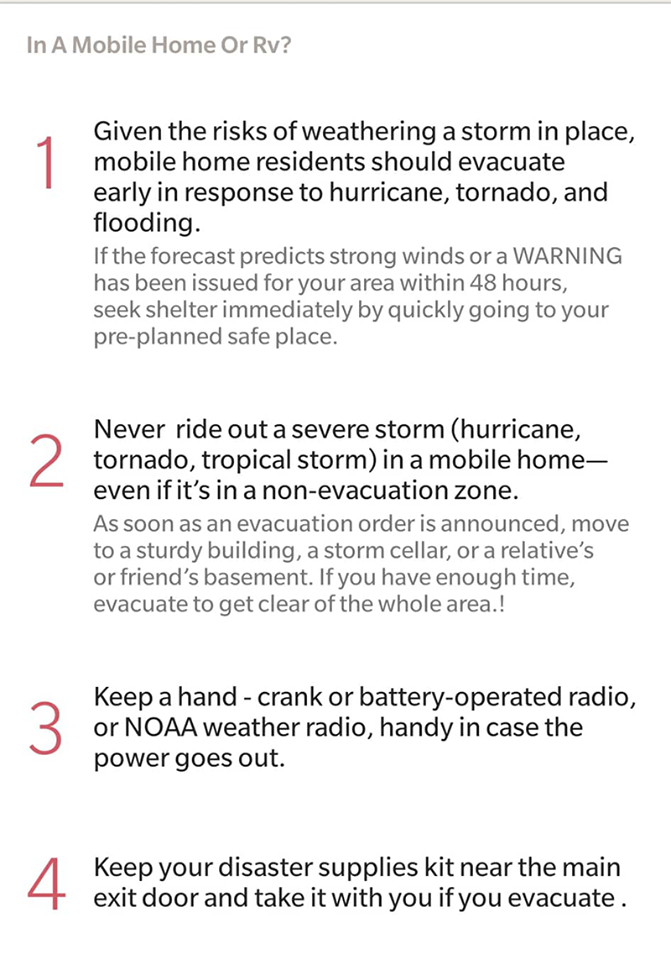 In A Mobile Home Or Rv?
1
Given the risks of weathering a storm in place,
mobile home residents should evacuate
early in response to hurricane, tornado, and
flooding.
If the forecast predicts strong winds or a WARNING
has been issued for your area within 48 hours,
seek shelter immediately by quickly going to your
pre-planned safe place.
2
Never  ride out a severe storm (hurricane,
tornado, tropical storm) in a mobile home—
even if it's in a non-evacuation zone.
As soon as an evacuation order is announced, move
to a sturdy building, a storm cellar, or a relative's
or friend's basement. If you have enough time,
evacuate to get clear of the whole area.!
3
Keep a hand - crank or battery-operated radio,
or NOAA weather radio, handy in case the
power goes out.
4
Keep your disaster supplies kit near the main
exit door and take it with you if you evacuate .